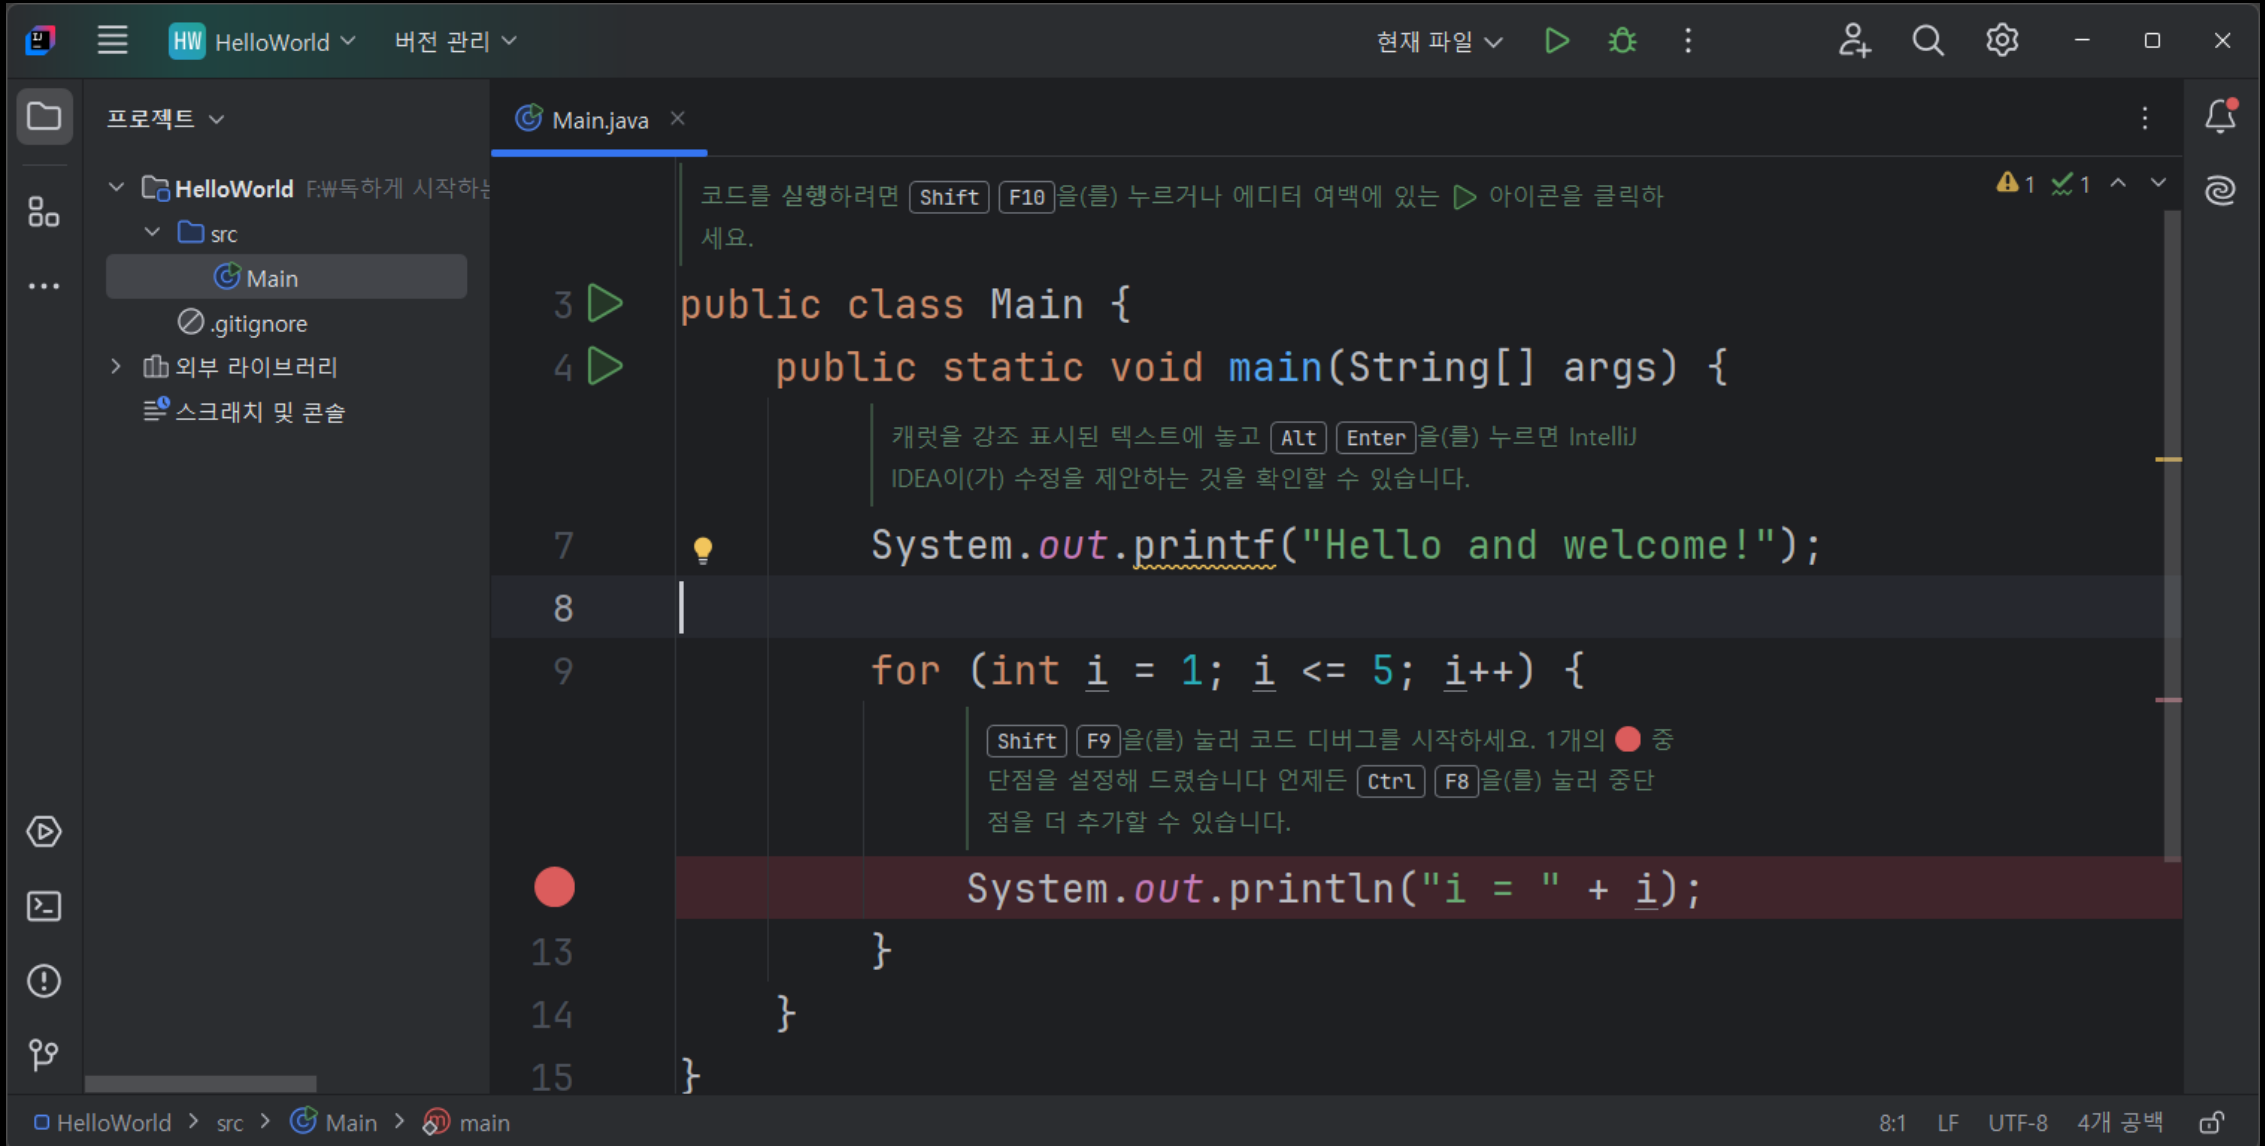 HW HelloWorld 버전 관리 현재 파일
프로젝트
Main.java
HelloWorld F:₩독하게 시작하는
src
Main
.gitignore
외부 라이브러리
스크래치 및 콘솔
코드를 실행하려면 Shift F10을(를) 누르거나 에디터 여백에 있는 아이콘을 클릭하
세요.
1 1
3 public class Main {
4 public static void main(String[] args) {
캐럿을 강조 표시된 텍스트에 놓고 Alt Enter을(를) 누르면 IntelliJ
IDEA이(가) 수정을 제안하는 것을 확인할 수 있습니다.
7 System.out.printf("Hello and welcome!");
8
9 for (int i = 1; i <= 5; i++) {
Shift F9을(를) 눌러 코드 디버그를 시작하세요. 1개의 중
단점을 설정해 드렸습니다 언제든 Ctrl F8을(를) 눌러 중단
점을 더 추가할 수 있습니다.
System.out.println("i = " + i);
13 }
14 }
15 }
HelloWorld > src > Main > main 8:1 LF UTF-8 4개 공백